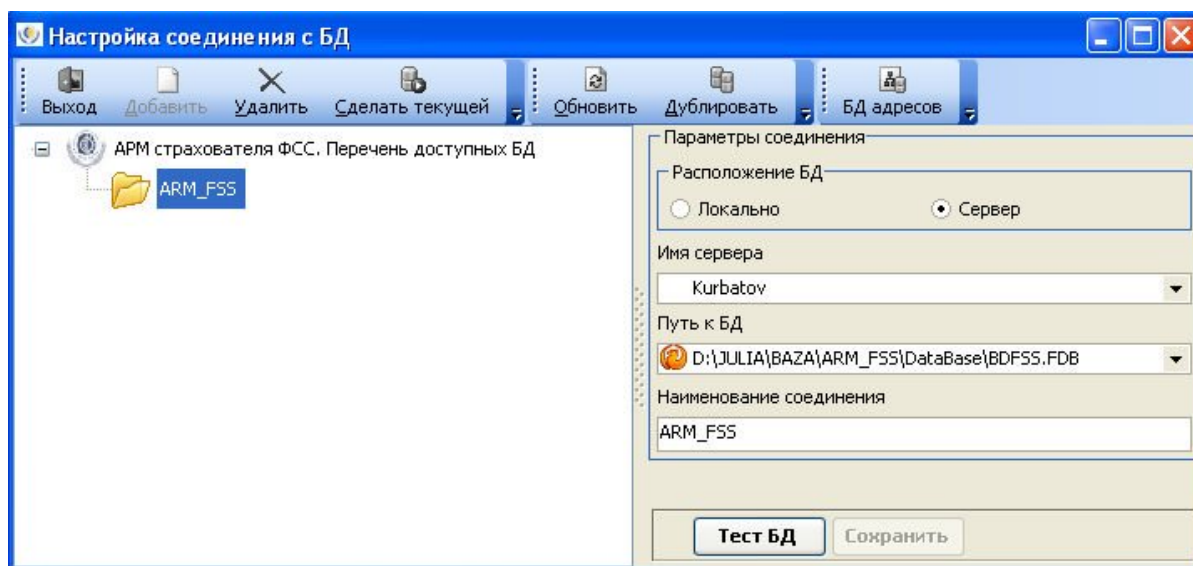 Настройка соединения с БД
Выход Добавить Удалить Сделать текущей Обновить Дублировать БД адресов
АРМ страхователя ФСС. Перечень доступных БД
ARM_FSS
Параметры соединения
Расположение БД
Локально Сервер
Имя сервера
Kurbatov
Путь к БД
D:\JULIA\BAZA\ARM_FSS\DataBase\BDFSS.FDB
Наименование соединения
ARM_FSS
Тест БД Сохранить